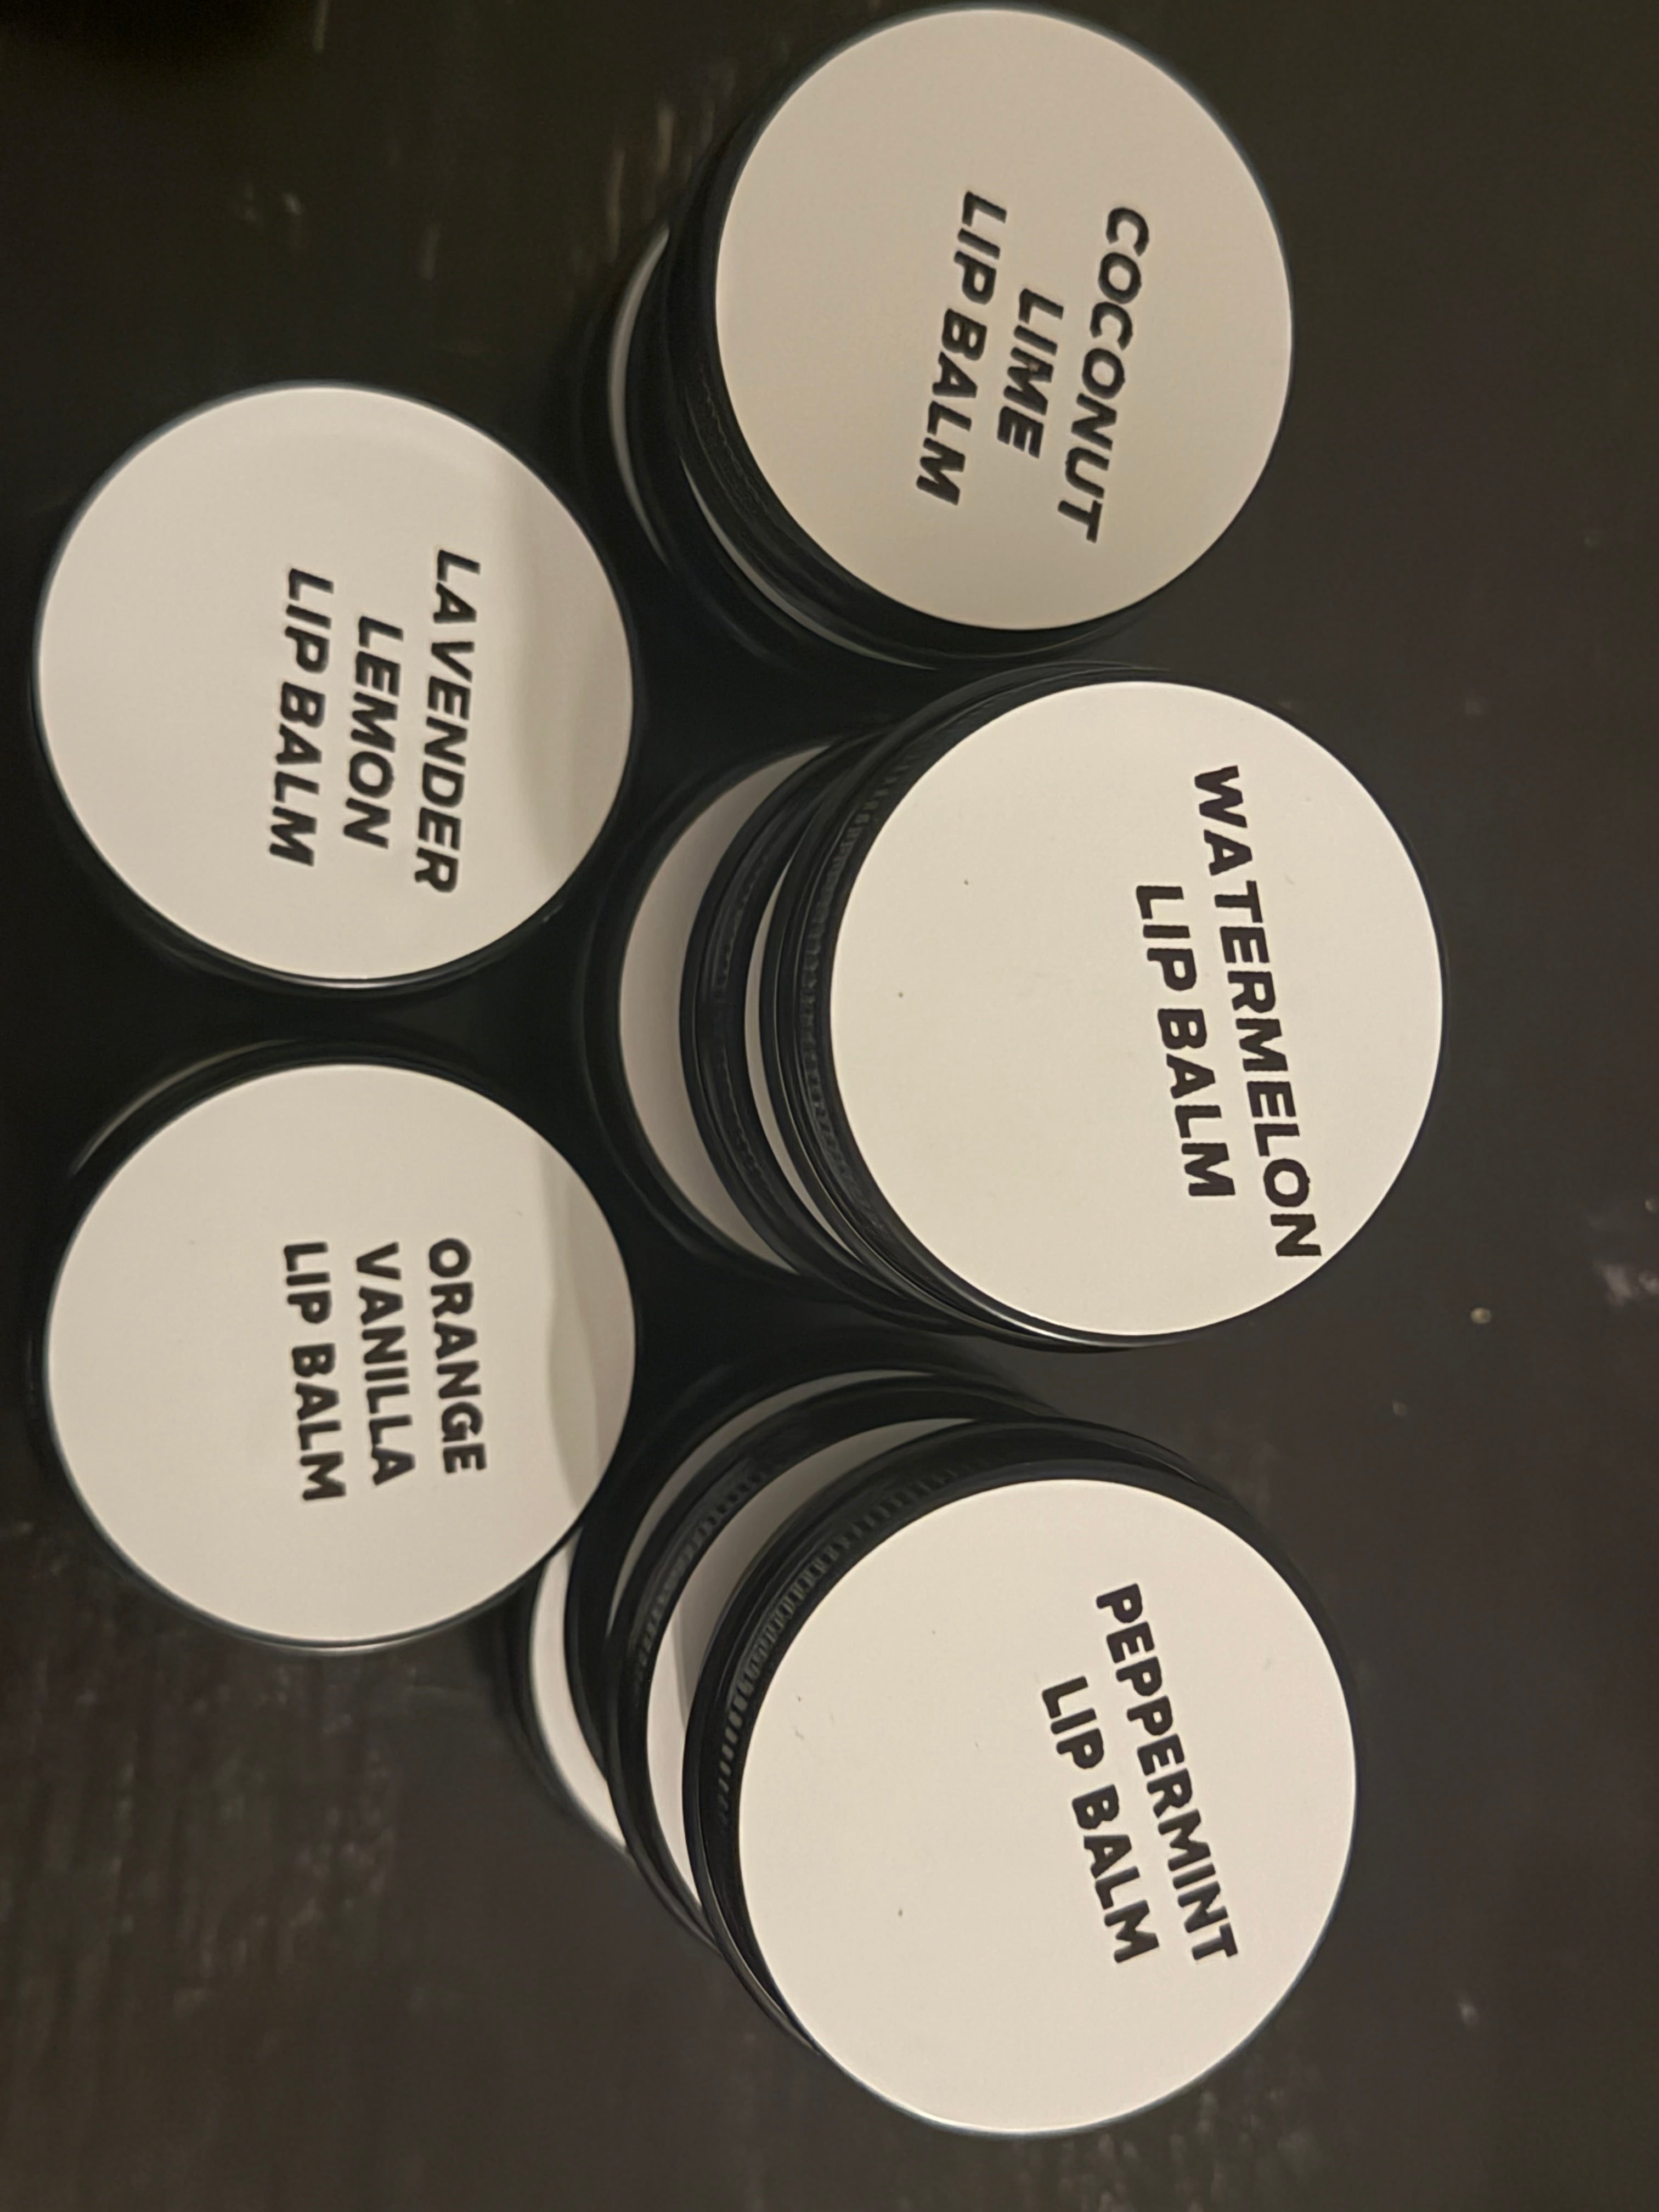 COCONUT
LIME
LIP BALM
WATERMELON
LIP BALM
PEPPERMINT
LIP BALM
LAVENDER
LEMON
LIP BALM
ORANGE
VANILLA
LIP BALM